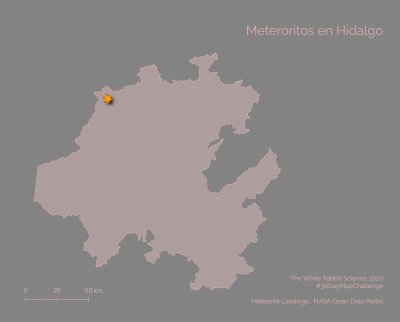 Meteroritos en Hidalgo
The White Rabbit Science 2020
#30DayMapChallenge
0 25 50 km
Meteorite Landings, NASA Open Data Portal